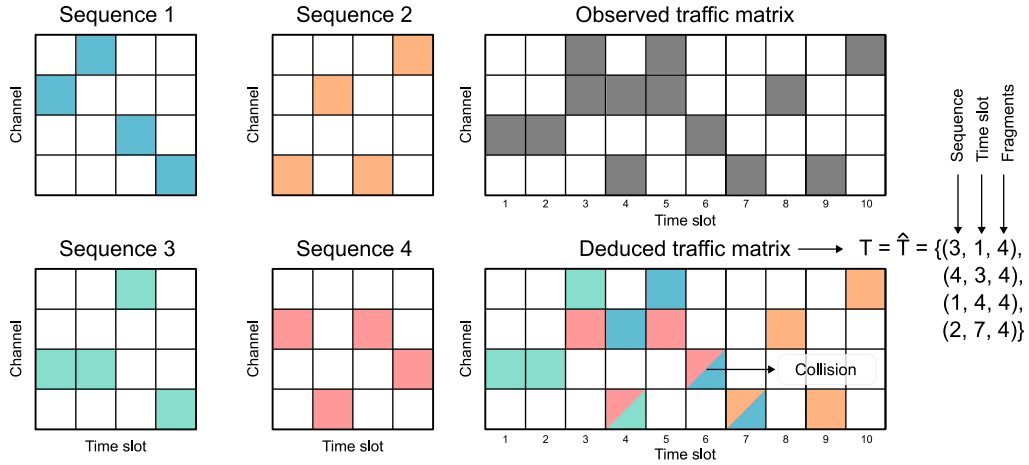 Sequence 1
Sequence 2
Observed traffic matrix
Channel
Channel
Channel
1 2 3 4 5 6 7 8 9 10
Time slot
Sequence
Time slot
Fragments
Sequence 3
Sequence 4
Deduced traffic matrix
T = T̂ = {(3, 1, 4),
(4, 3, 4),
(1, 4, 4),
(2, 7, 4)}
Channel
Channel
Channel
Collision
Time slot
Time slot
1 2 3 4 5 6 7 8 9 10
Time slot